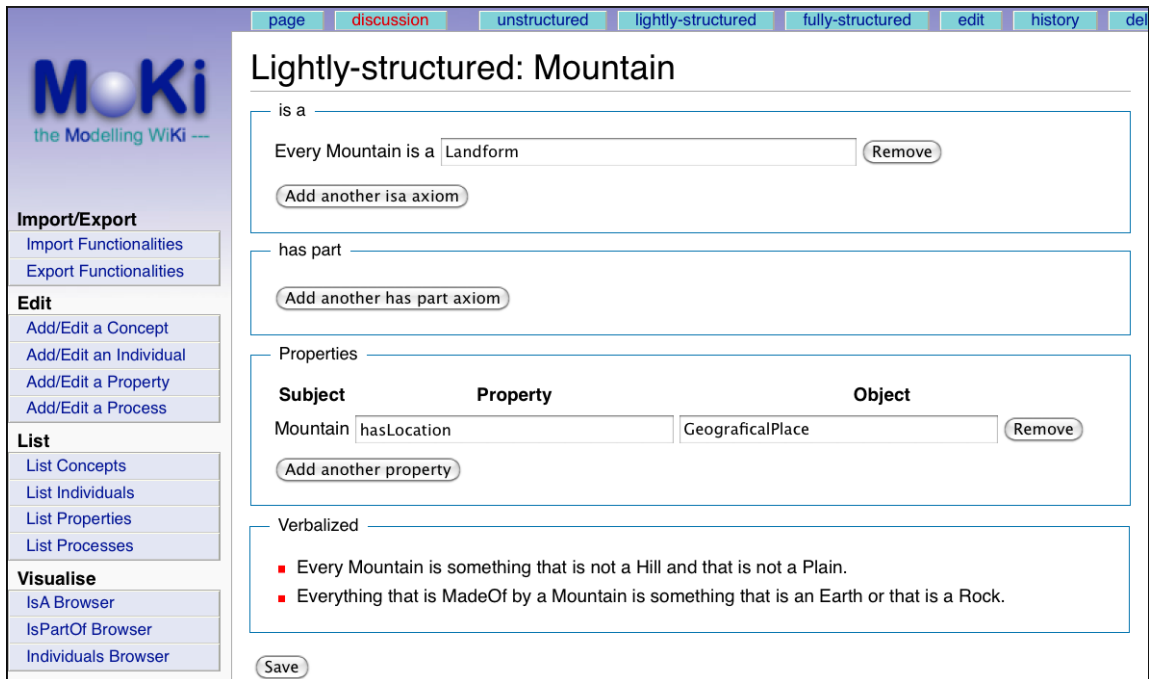 page discussion unstructured lightly-structured fully-structured edit history del
MoKi
the Modelling WiKi ---
Import/Export
Import Functionalities
Export Functionalities
Edit
Add/Edit a Concept
Add/Edit an Individual
Add/Edit a Property
Add/Edit a Process
List
List Concepts
List Individuals
List Properties
List Processes
Visualise
IsA Browser
IsPartOf Browser
Individuals Browser
Lightly-structured: Mountain
is a
Every Mountain is a Landform Remove
Add another isa axiom
has part
Add another has part axiom
Properties
Subject Property Object
Mountain hasLocation GeograficalPlace Remove
Add another property
Verbalized
Every Mountain is something that is not a Hill and that is not a Plain.
Everything that is MadeOf by a Mountain is something that is an Earth or that is a Rock.
Save